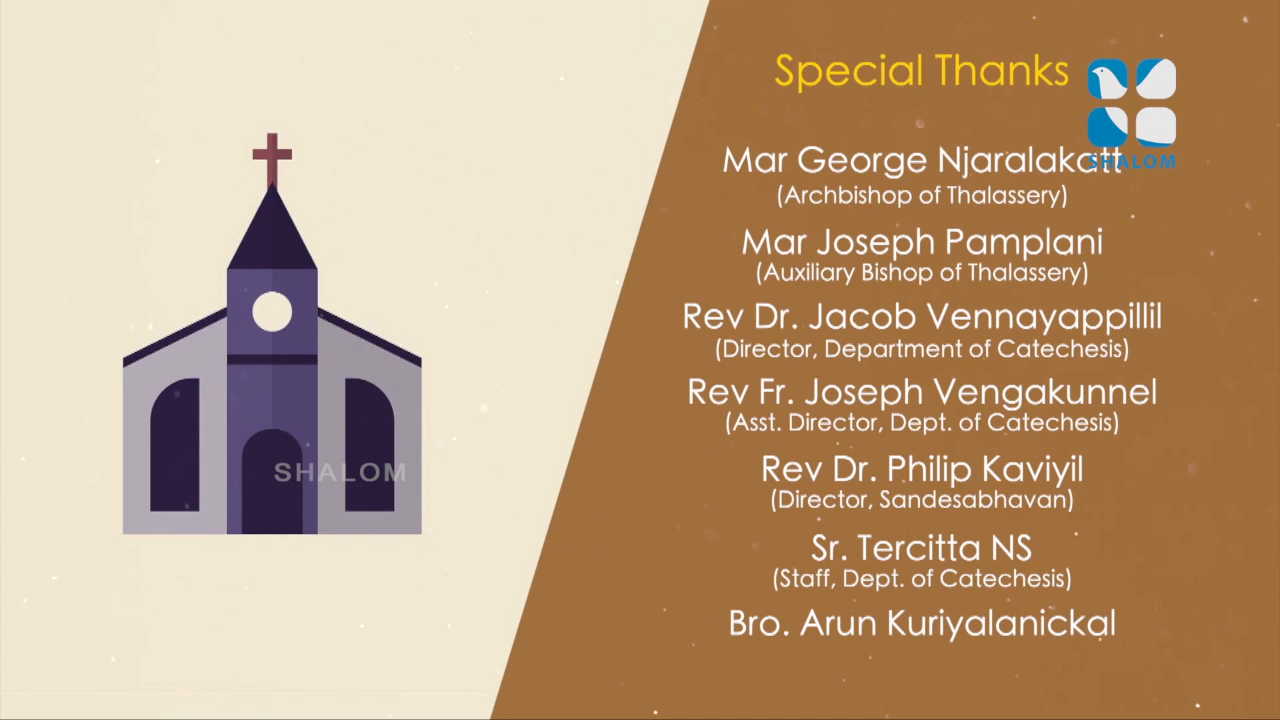 Special Thanks
SHALOM
Mar George Njaralakatt
(Archbishop of Thalassery)
Mar Joseph Pamplani
(Auxiliary Bishop of Thalassery)
Rev Dr. Jacob Vennayappillil
(Director, Department of Catechesis)
Rev Fr. Joseph Vengakunnel
(Asst. Director, Dept. of Catechesis)
Rev Dr. Philip Kaviyil
(Director, Sandesabhavan)
Sr. Tercitta NS
(Staff, Dept. of Catechesis)
Bro. Arun Kuriyalanickal
SHALOM